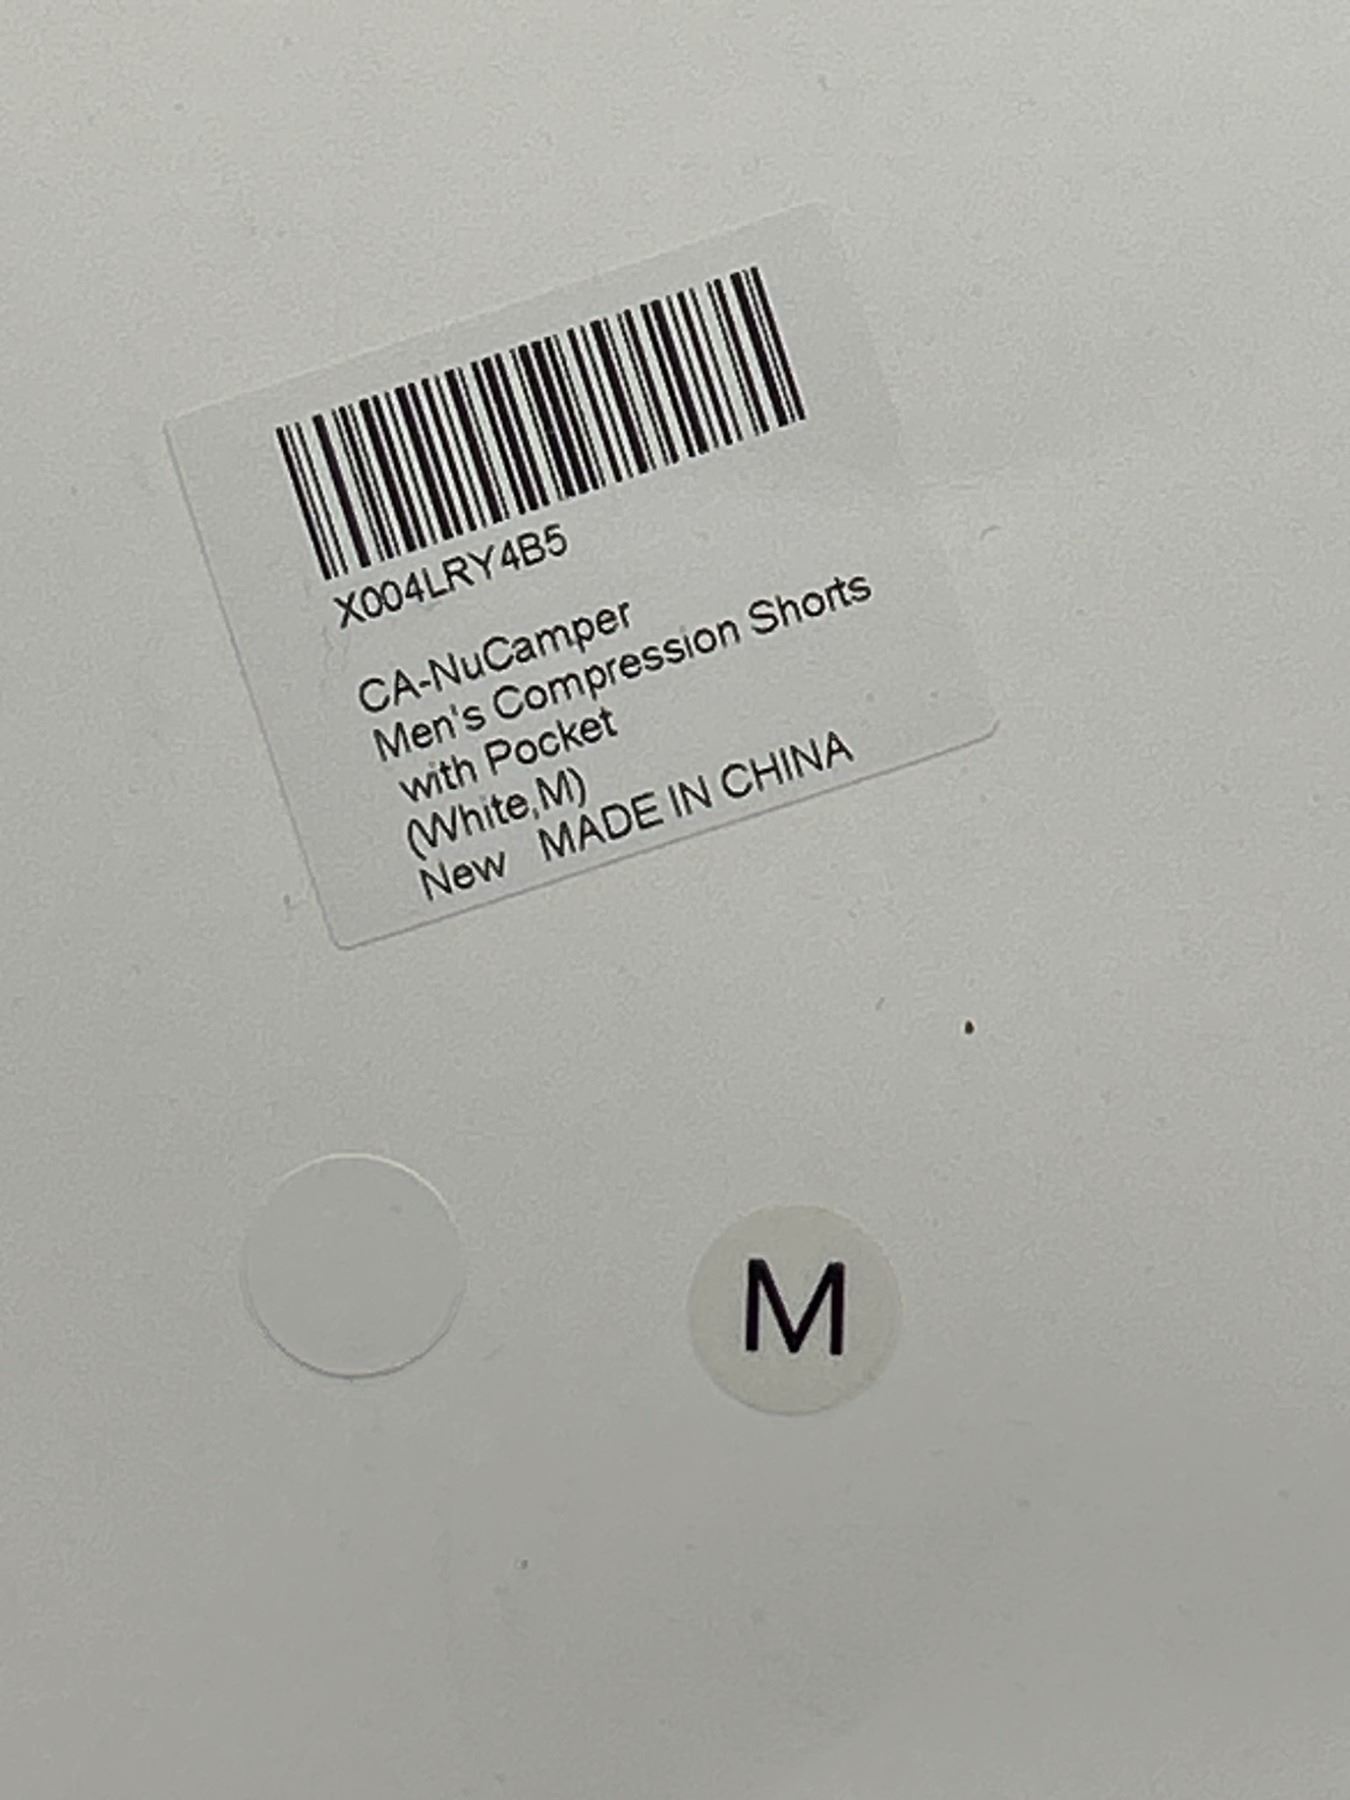 X004LRY4B5
CA-NuCamper
Men's Compression Shorts
with Pocket
(White,M)
New MADE IN CHINA
M